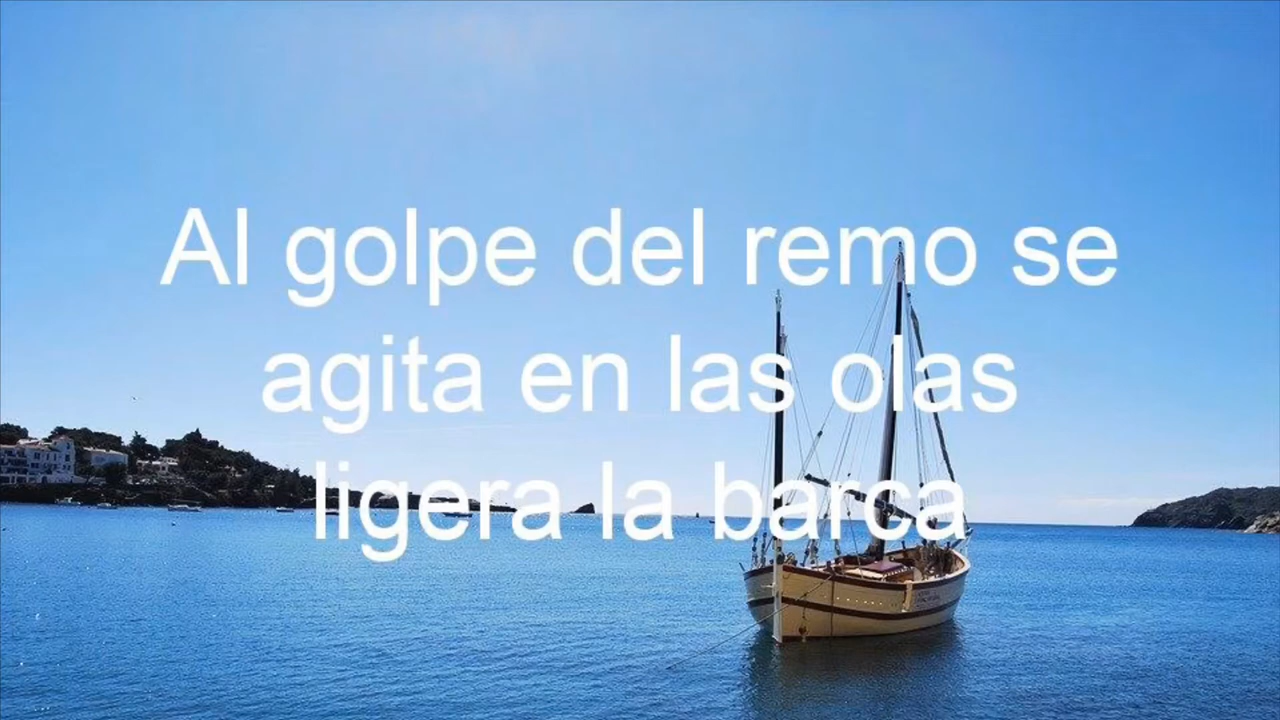 Al golpe del remo se
agita en las olas
ligera la barca